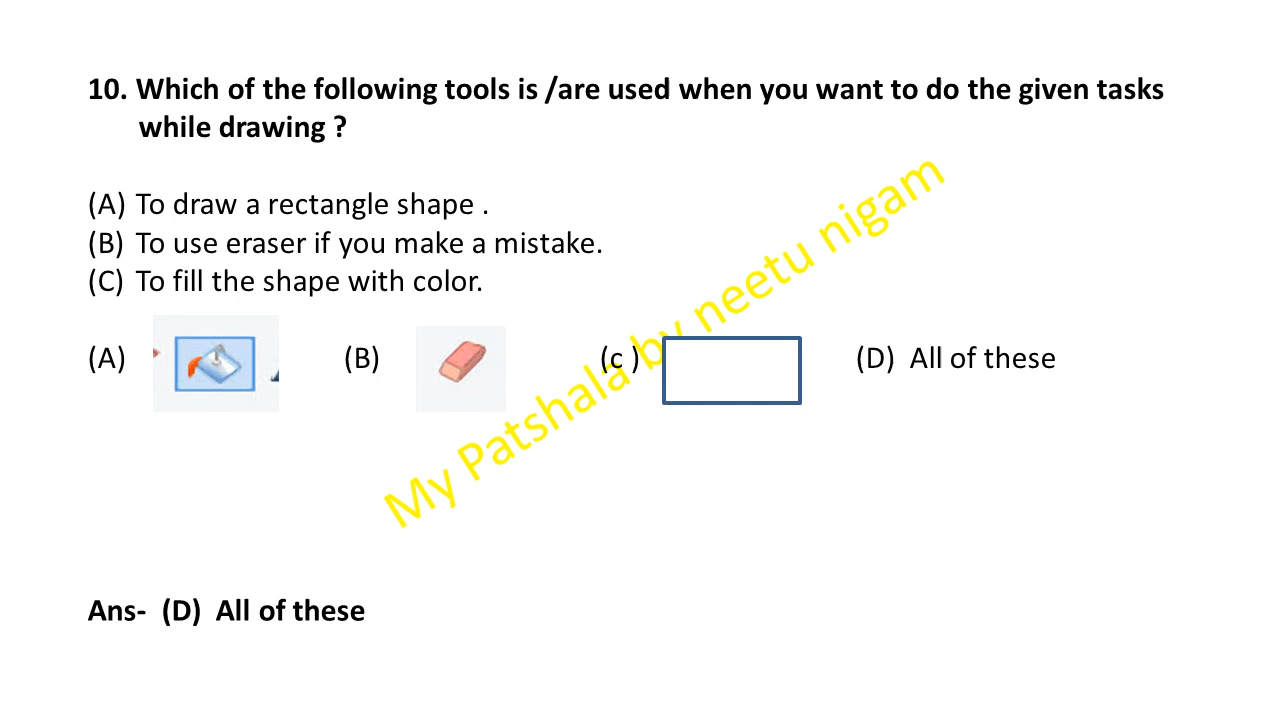 10. Which of the following tools is /are used when you want to do the given tasks
while drawing ?
(A) To draw a rectangle shape .
(B) To use eraser if you make a mistake.
(C) To fill the shape with color.
(A) (B) (c ) (D) All of these
My Patshala by neetu nigam
Ans- (D) All of these